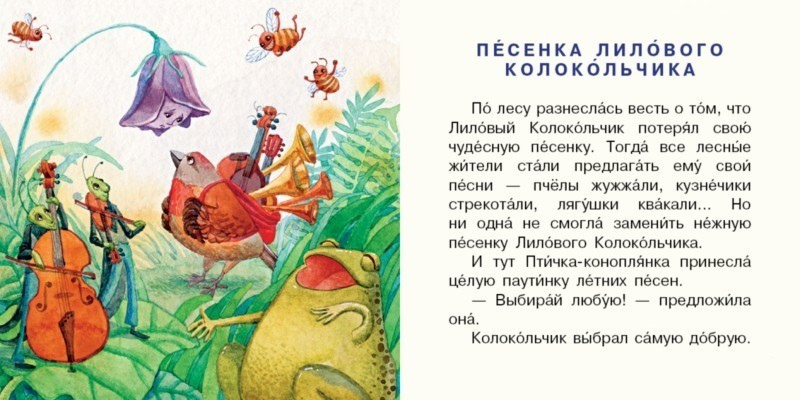 ПЕ́СЕНКА ЛИЛО́ВОГО
КОЛОКО́ЛЬЧИКА
По́ лесу разнесла́сь весть о то́м, что
Лило́вый Колоко́льчик потеря́л свою́
чуде́сную пе́сенку. Тогда́ все лесны́е
жи́тели ста́ли предлага́ть ему́ свои́
пе́сни — пчёлы жужжа́ли, кузне́чики
стрекота́ли, лягу́шки ква́кали... Но
ни одна́ не смогла́ замени́ть не́жную
пе́сенку Лило́вого Колоко́льчика.
И тут Пти́чка-конопля́нка принесла́
це́лую паути́нку ле́тних пе́сен.
— Выбира́й любу́ю! — предложи́ла
она́.
Колоко́льчик вы́брал са́мую до́брую.